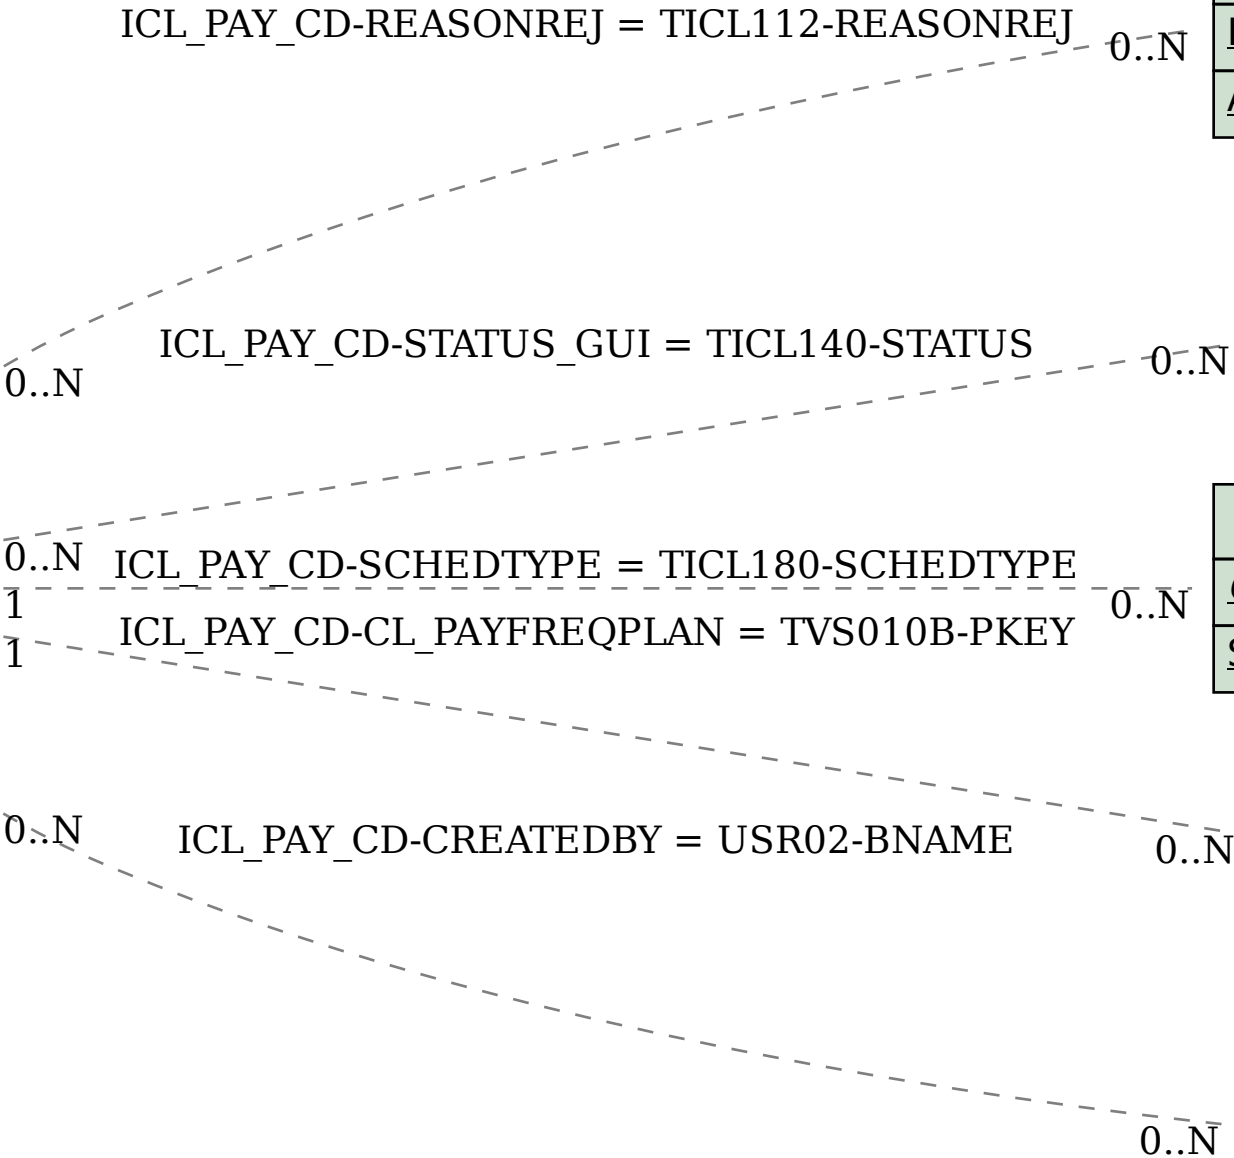 ICL_PAY_CD-REASONREJ = TICL112-REASONREJ
0..N
0..N
ICL_PAY_CD-STATUS_GUI = TICL140-STATUS
0..N
0..N
ICL_PAY_CD-SCHEDTYPE = TICL180-SCHEDTYPE
1
0..N
ICL_PAY_CD-CL_PAYFREQPLAN = TVS010B-PKEY
1
0..N
0..N
ICL_PAY_CD-CREATEDBY = USR02-BNAME
0..N